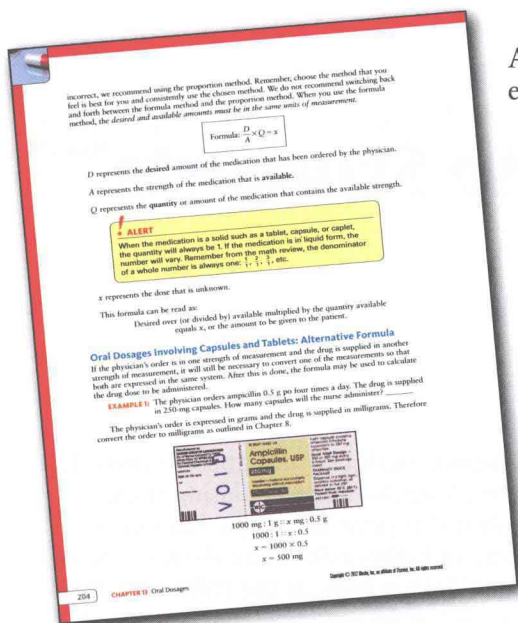 incorrect, we recommend using the proportion method. Remember, choose the method that you
feel is best for you and consistently use the chosen method. We do not recommend switching back
and forth between the formula method and the proportion method. When you use the formula
method, the desired and available amounts must be in the same units of measurement.
Formula: D/A × Q = x
D represents the desired amount of the medication that has been ordered by the physician.
A represents the strength of the medication that is available.
Q represents the quantity or amount of the medication that contains the available strength.
! ALERT
When the medication is a solid such as a tablet, capsule, or caplet,
the quantity will always be 1. If the medication is in liquid form, the
number will vary. Remember from the math review, the denominator
of a whole number is always one: 1/1, 2/1, 3/1, etc.
x represents the dose that is unknown.
This formula can be read as:
Desired over (or divided by) available multiplied by the quantity available
equals x, or the amount to be given to the patient.
Oral Dosages Involving Capsules and Tablets: Alternative Formula
If the physician's order is in one strength of measurement and the drug is supplied in another
strength of measurement, it will still be necessary to convert one of the measurements so that
both are expressed in the same system. After this is done, the formula may be used to calculate
the drug dose to be administered.
EXAMPLE 1: The physician orders ampicillin 0.5 g po four times a day. The drug is supplied
in 250-mg capsules. How many capsules will the nurse administer? ______
The physician's order is expressed in grams and the drug is supplied in milligrams. Therefore
convert the order to milligrams as outlined in Chapter 8.
VOID
Ampicillin
Capsules, USP
250 mg
1000 mg : 1 g :: x mg : 0.5 g
1000 : 1 :: x : 0.5
x = 1000 × 0.5
x = 500 mg
204 CHAPTER 13 Oral Dosages
A
e